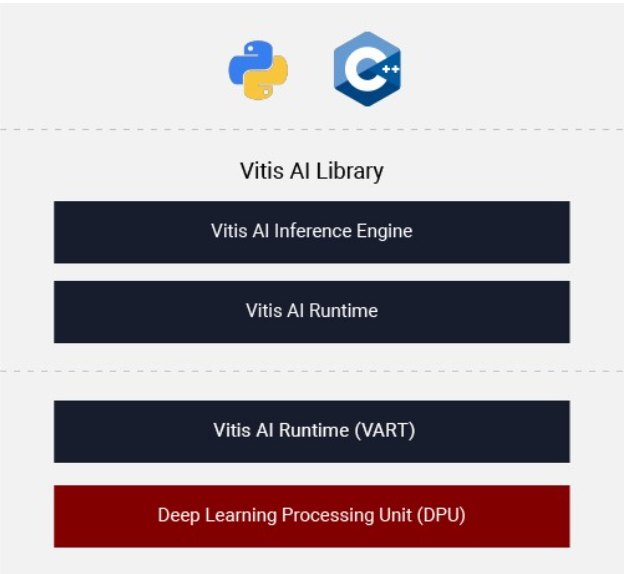 C++
Vitis AI Library
Vitis AI Inference Engine
Vitis AI Runtime
Vitis AI Runtime (VART)
Deep Learning Processing Unit (DPU)